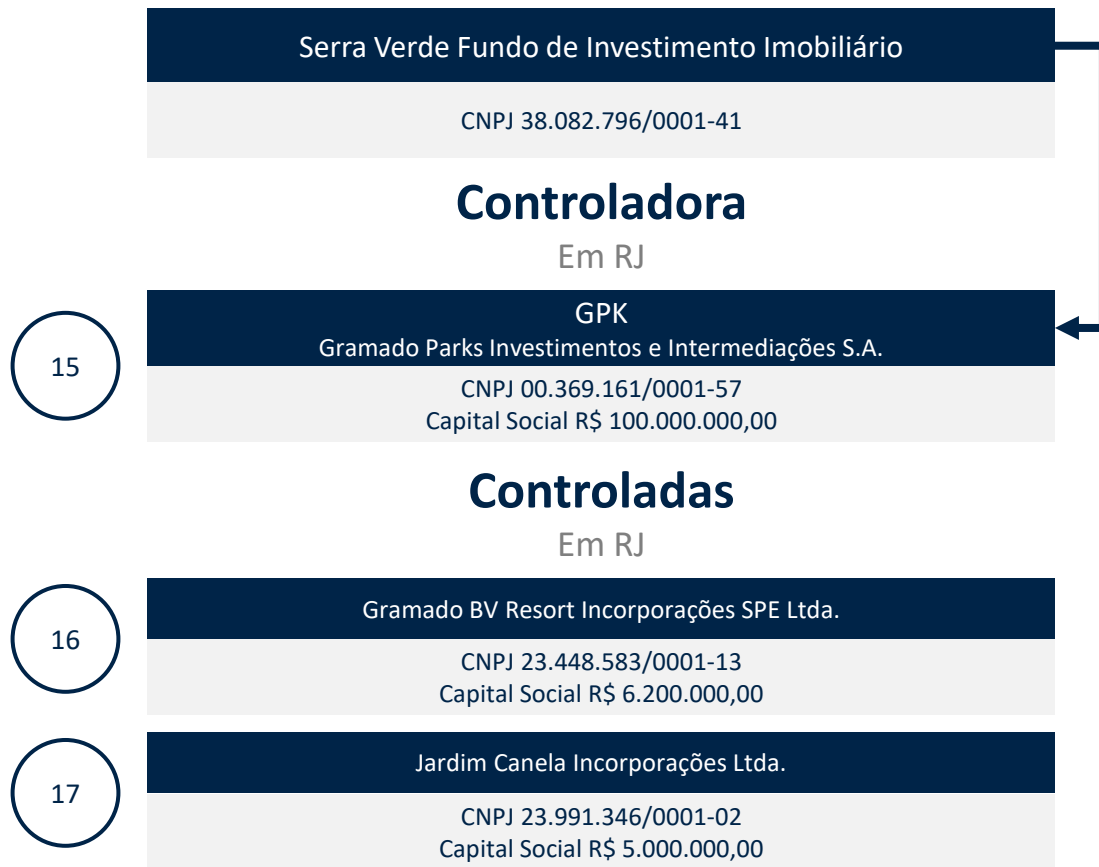 Serra Verde Fundo de Investimento Imobiliário
CNPJ 38.082.796/0001-41
Controladora
Em RJ
15
GPK
Gramado Parks Investimentos e Intermediações S.A.
CNPJ 00.369.161/0001-57
Capital Social R$ 100.000.000,00
Controladas
Em RJ
16
Gramado BV Resort Incorporações SPE Ltda.
CNPJ 23.448.583/0001-13
Capital Social R$ 6.200.000,00
17
Jardim Canela Incorporações Ltda.
CNPJ 23.991.346/0001-02
Capital Social R$ 5.000.000,00